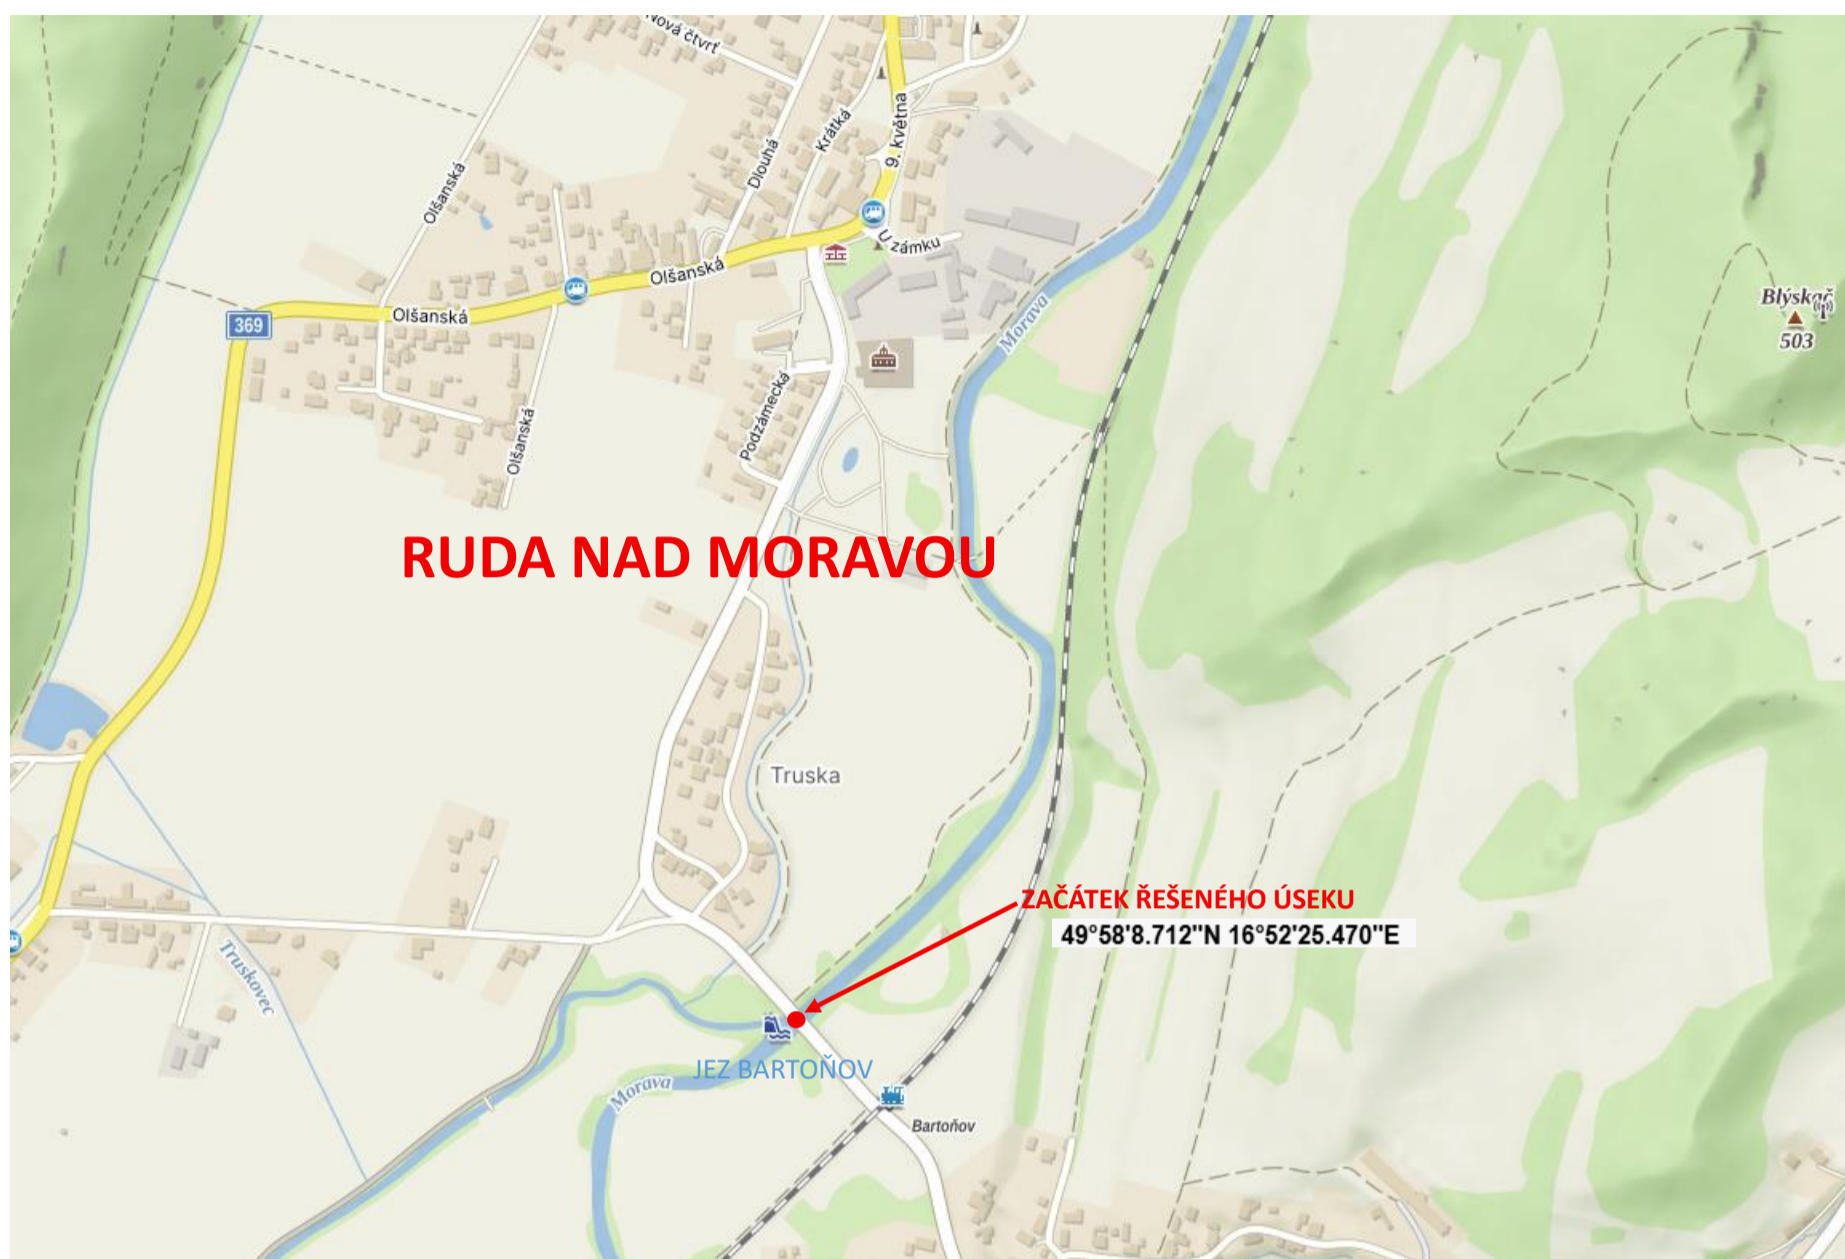 Nová čtvrť
9. května
Krátká
Dlouhá
Olšanská
U zámku
Olšanská
Olšanská
369
Morava
Blýskač
503
Podzámecká
Olšanská
RUDA NAD MORAVOU
Truska
ZAČÁTEK ŘEŠENÉHO ÚSEKU
49°58'8.712"N 16°52'25.470"E
Truskovec
JEZ BARTOŇOV
Morava
Bartoňov